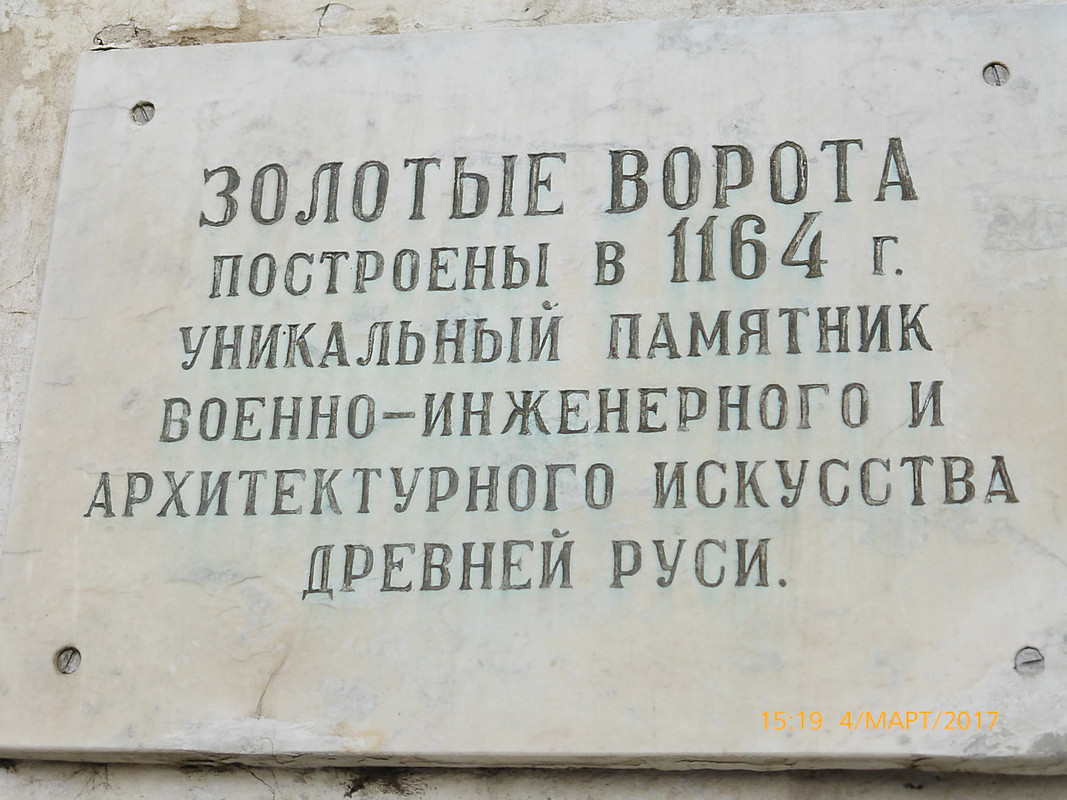 ЗОЛОТЫЕ ВОРОТА
ПОСТРОЕНЫ В 1164 Г.
УНИКАЛЬНЫЙ ПАМЯТНИК
ВОЕННО-ИНЖЕНЕРНОГО И
АРХИТЕКТУРНОГО ИСКУССТВА
ДРЕВНЕЙ РУСИ.
15:19 4/МАРТ/2017